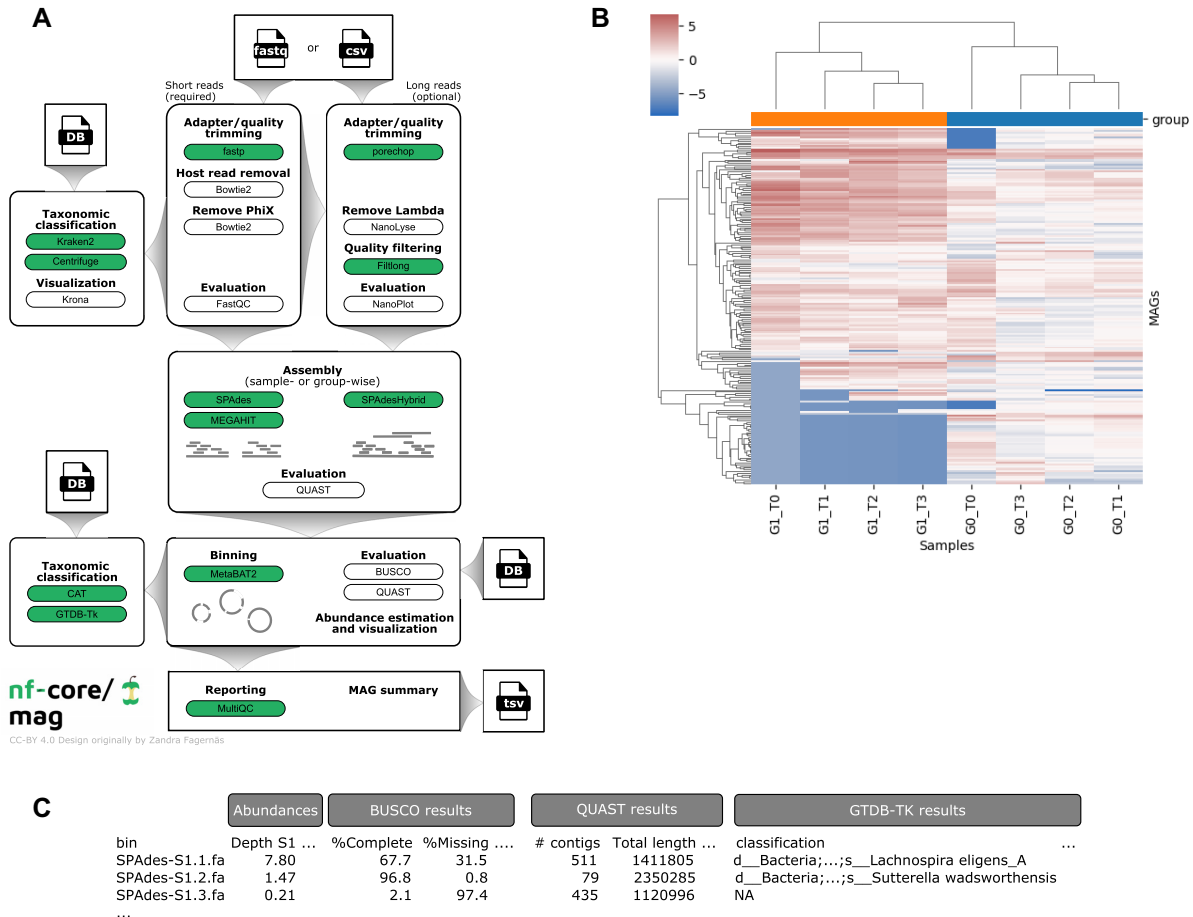 A
fastq
or
csv
Short reads
(required)
Long reads
(optional)
DB
Adapter/quality
trimming
fastp
Host read removal
Bowtie2
Remove PhiX
Bowtie2
Evaluation
FastQC
Adapter/quality
trimming
porechop
Remove Lambda
NanoLyse
Quality filtering
Filtlong
Evaluation
NanoPlot
Taxonomic
classification
Kraken2
Centrifuge
Visualization
Krona
Assembly
(sample- or group-wise)
SPAdes
SPAdesHybrid
MEGAHIT
Evaluation
QUAST
DB
Taxonomic
classification
CAT
GTDB-Tk
Binning
MetaBAT2
Evaluation
BUSCO
QUAST
Abundance estimation
and visualization
DB
Reporting
MultiQC
MAG summary
tsv
nf-core/
mag
CC-BY 4.0 Design originally by Zandra Fagernäs
B
5
0
−5
group
MAGs
G1_T0
G1_T1
G1_T2
G1_T3
G0_T0
G0_T3
G0_T2
G0_T1
Samples
C
Abundances BUSCO results QUAST results GTDB-TK results
bin Depth S1 ... %Complete %Missing .... # contigs Total length ... classification ...
SPAdes-S1.1.fa 7.80 67.7 31.5 511 1411805 d__Bacteria;...;s__Lachnospira eligens_A
SPAdes-S1.2.fa 1.47 96.8 0.8 79 2350285 d__Bacteria;...;s__Sutterella wadsworthensis
SPAdes-S1.3.fa 0.21 2.1 97.4 435 1120996 NA
...